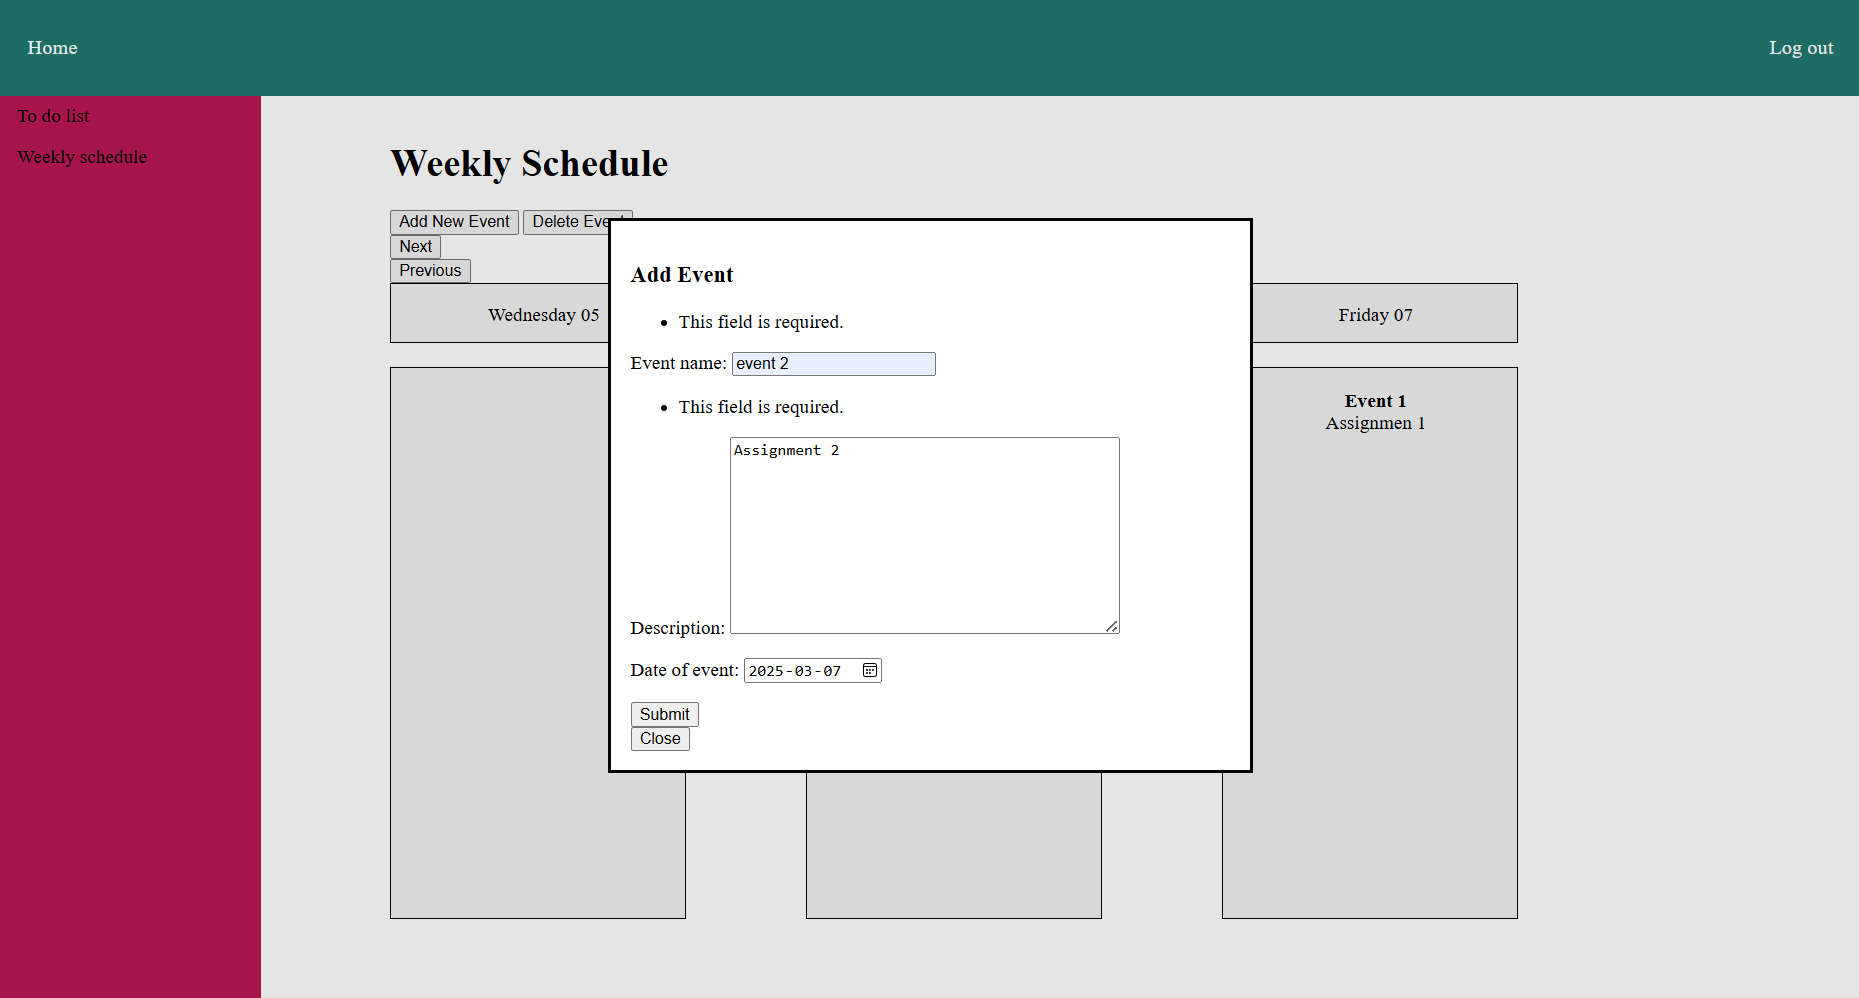 Home
Log out
To do list
Weekly schedule
Weekly Schedule
Add New Event
Delete Eve
Next
Previous
Wednesday 05
Friday 07
Event 1
Assignmen 1
Add Event
This field is required.
Event name: event 2
This field is required.
Assignment 2
Description:
Date of event: 2025-03-07
Submit
Close